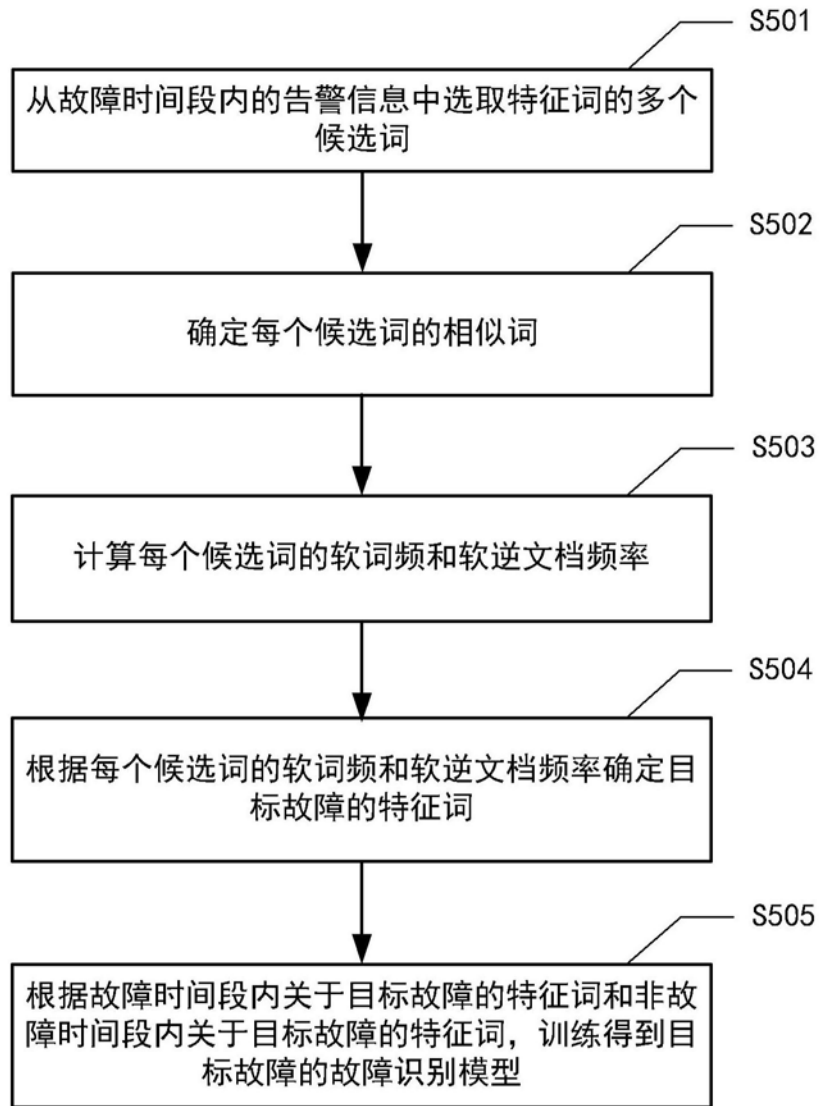 S501
从故障时间段内的告警信息中选取特征词的多个
候选词
S502
确定每个候选词的相似词
S503
计算每个候选词的软词频和软逆文档频率
S504
根据每个候选词的软词频和软逆文档频率确定目
标故障的特征词
S505
根据故障时间段内关于目标故障的特征词和非故
障时间段内关于目标故障的特征词，训练得到目
标故障的故障识别模型